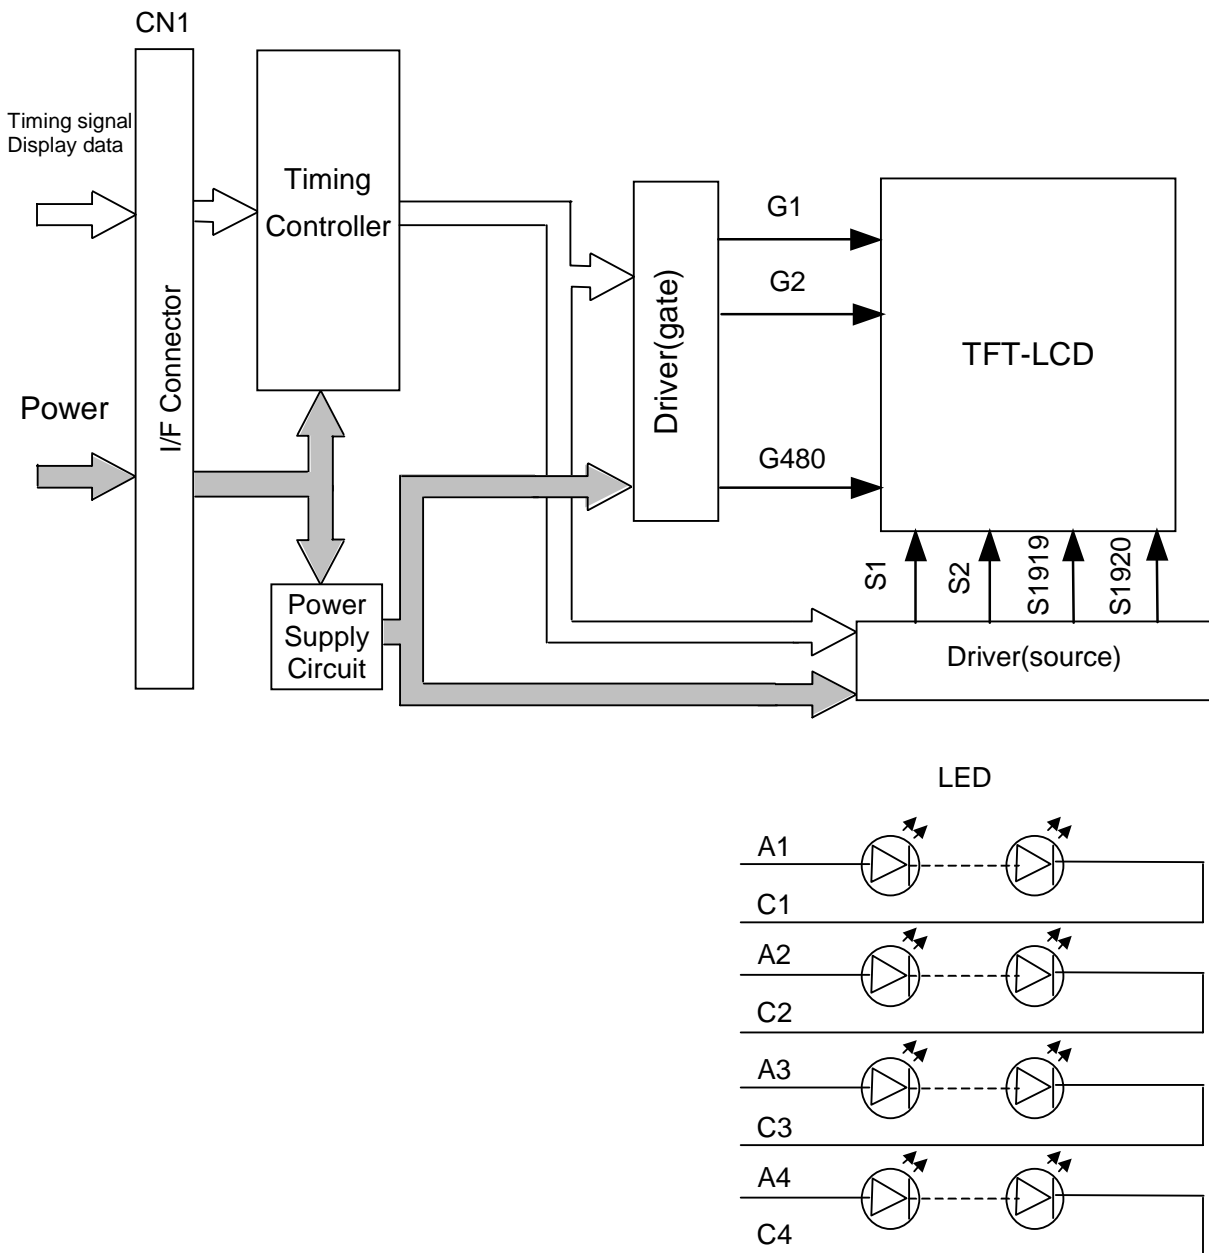 CN1
Timing signal
Display data
Power
I/F Connector
Timing
Controller
Power
Supply
Circuit
Driver(gate)
G1
G2
G480
TFT-LCD
S1
S2
S1919
S1920
Driver(source)
LED
A1
C1
A2
C2
A3
C3
A4
C4